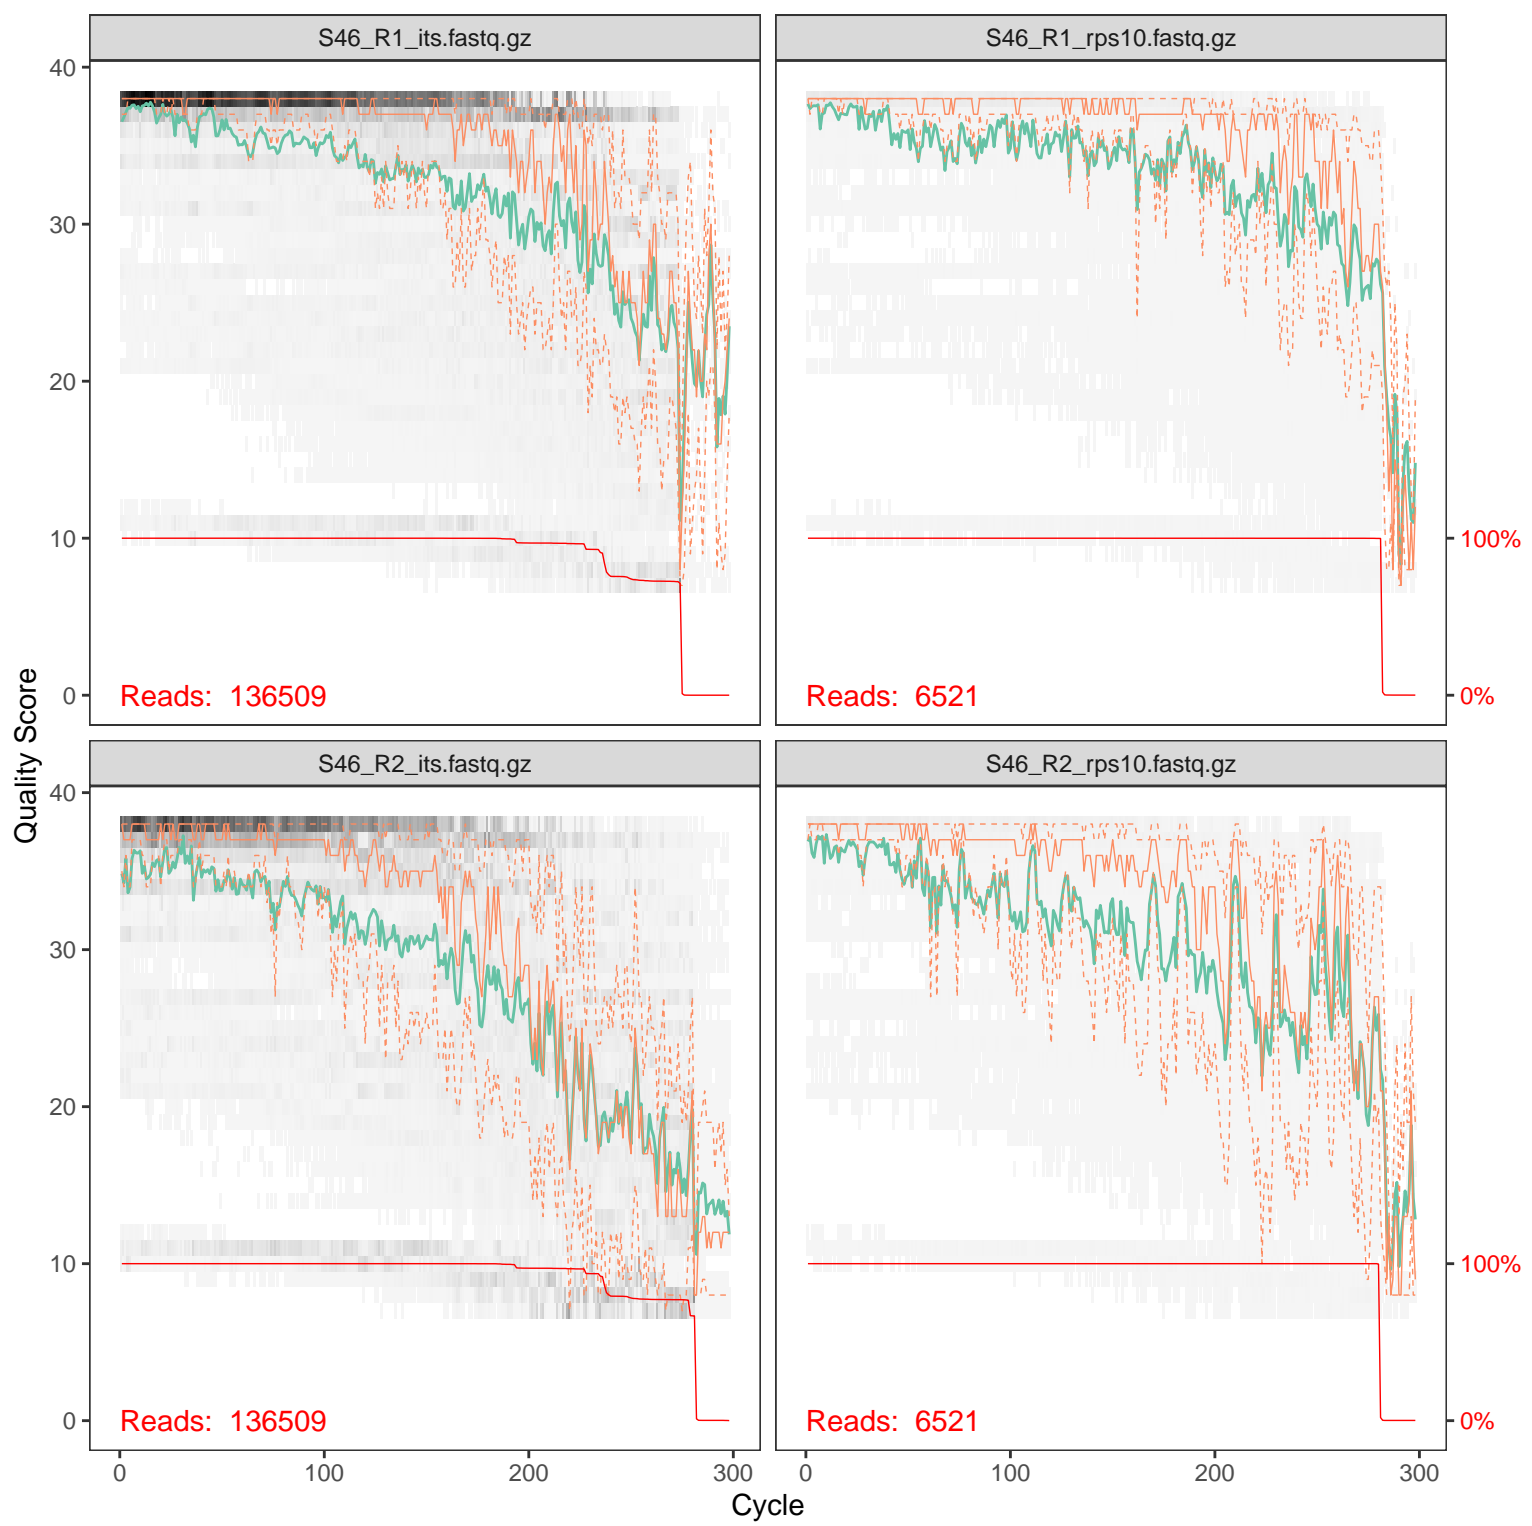 S46_R1_its.fastq.gz
S46_R1_rps10.fastq.gz
40
30
20
10
0
100%
0%
Reads: 136509
Reads: 6521
Quality Score
S46_R2_its.fastq.gz
S46_R2_rps10.fastq.gz
40
30
20
10
0
100%
0%
Reads: 136509
Reads: 6521
0 100 200 300
0 100 200 300
Cycle